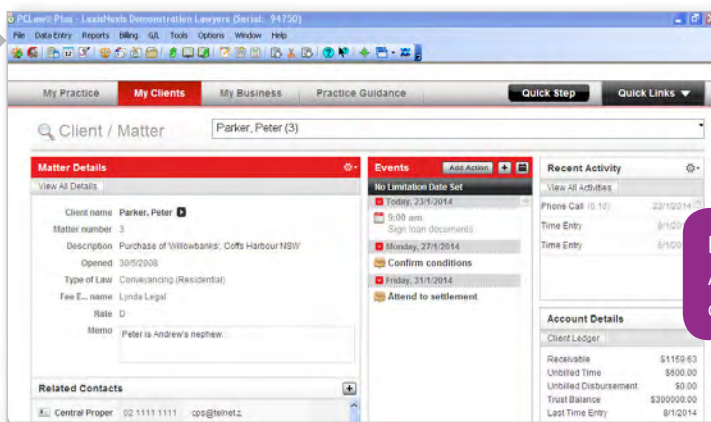 PCLaw® Plus - LexisNexis Demonstration Lawyers (Serial: 94750)
File Data Entry Reports Billing G/L Tools Options Window Help
My Practice My Clients My Business Practice Guidance Quick Step Quick Links
Client / Matter Parker, Peter (3)
Matter Details
View All Details
Client name Parker, Peter
Matter number 3
Description Purchase of 'Willowbanks', Coffs Harbour NSW
Opened 30/5/2008
Type of Law Conveyancing (Residential)
Fee E... name Lynda Legal
Rate D
Memo Peter is Andrew's nephew.
Related Contacts
Central Proper 02 1111 1111 cps@telnet.z
Events Add Action
No Limitation Date Set
Today, 23/1/2014
9:00 am
Sign loan documents
Monday, 27/1/2014
Confirm conditions
Friday, 31/1/2014
Attend to settlement
Recent Activity
View All Activities
Phone Call (0.10) 22/1/2014
Time Entry 8/1/2014
Time Entry
Account Details
Client Ledger
Receivable $1159.63
Unbilled Time $600.00
Unbilled Disbursement $0.00
Trust Balance $300000.00
Last Time Entry 8/1/2014